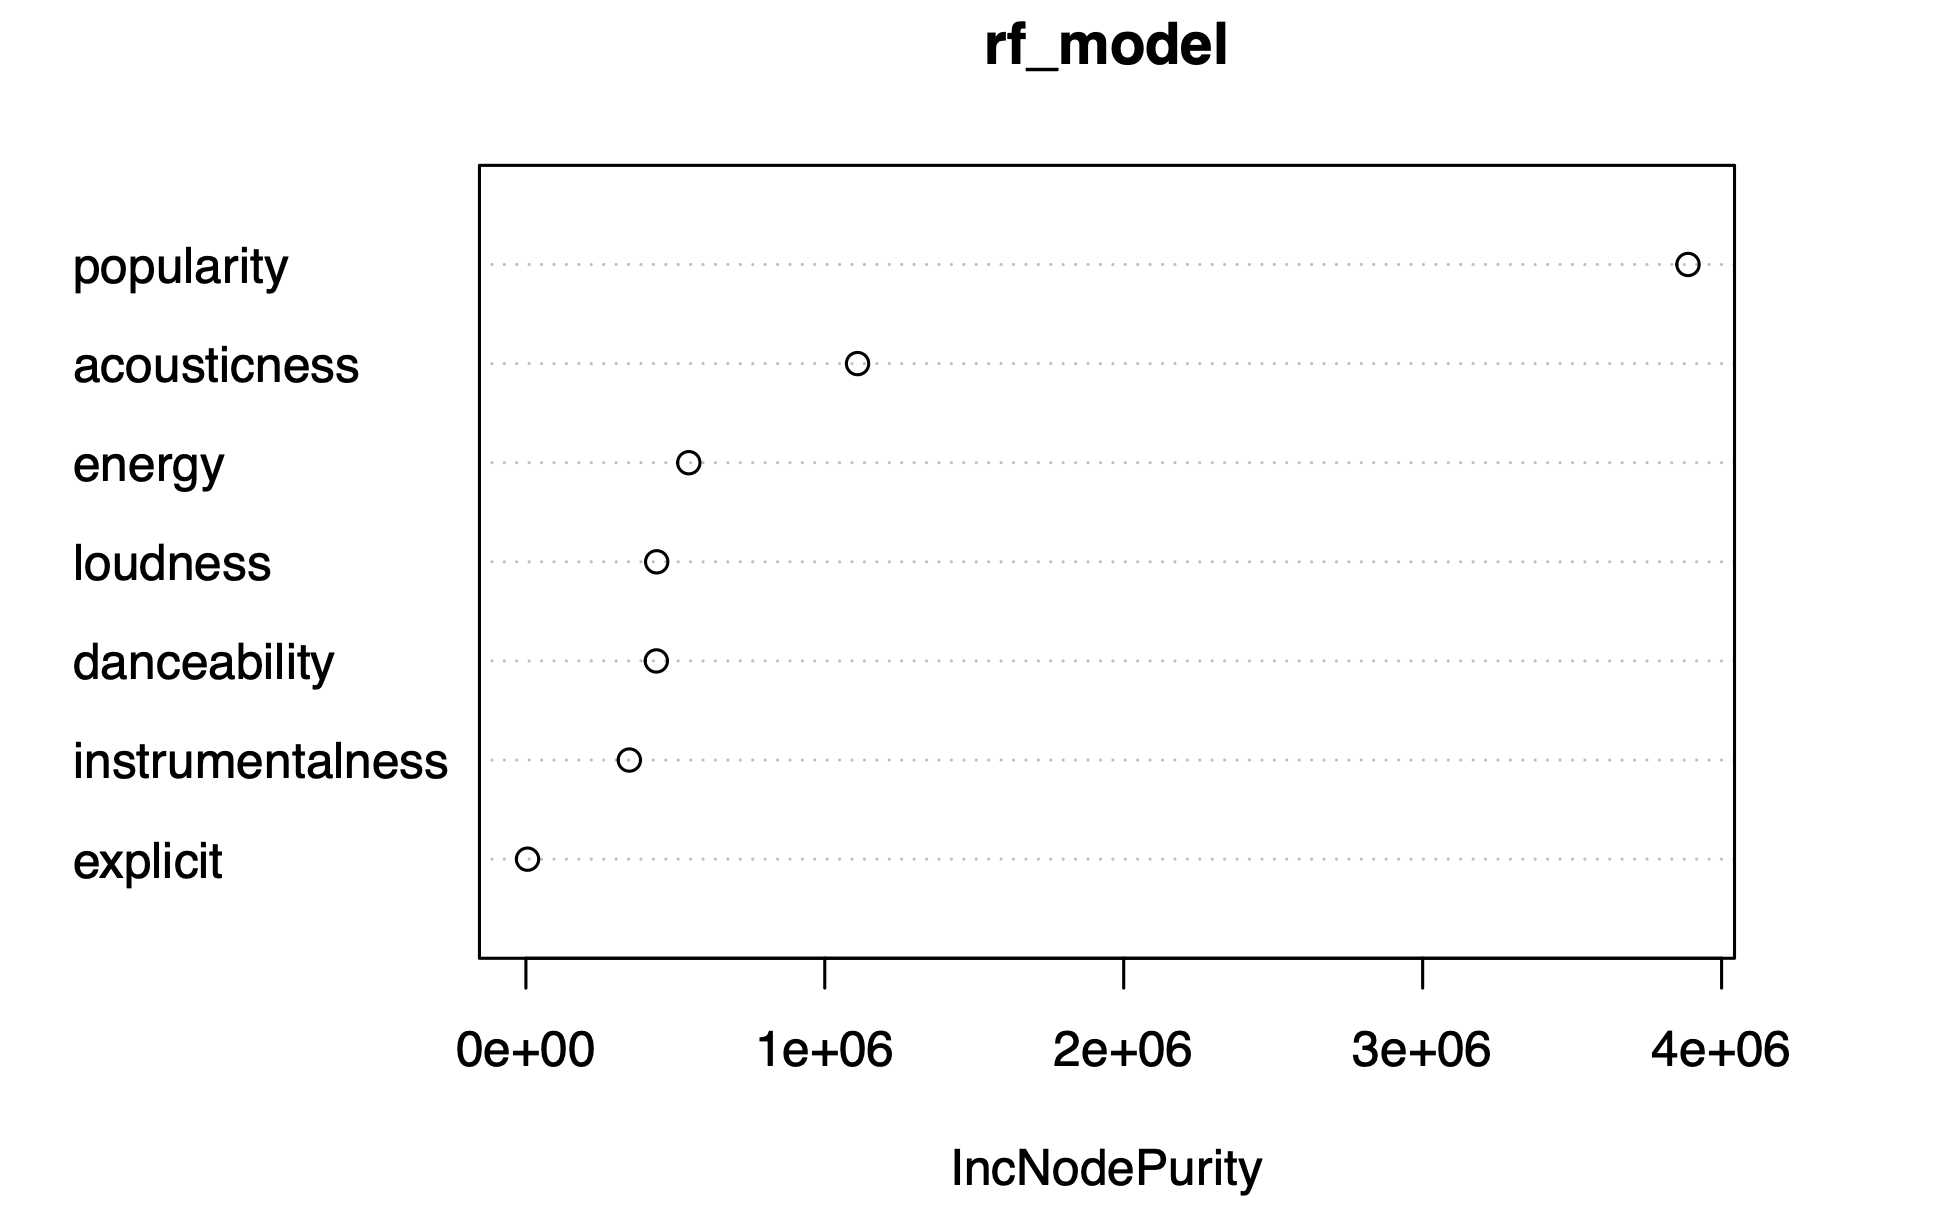 rf_model
popularity
acousticness
energy
loudness
danceability
instrumentalness
explicit
0e+00 1e+06 2e+06 3e+06 4e+06
IncNodePurity